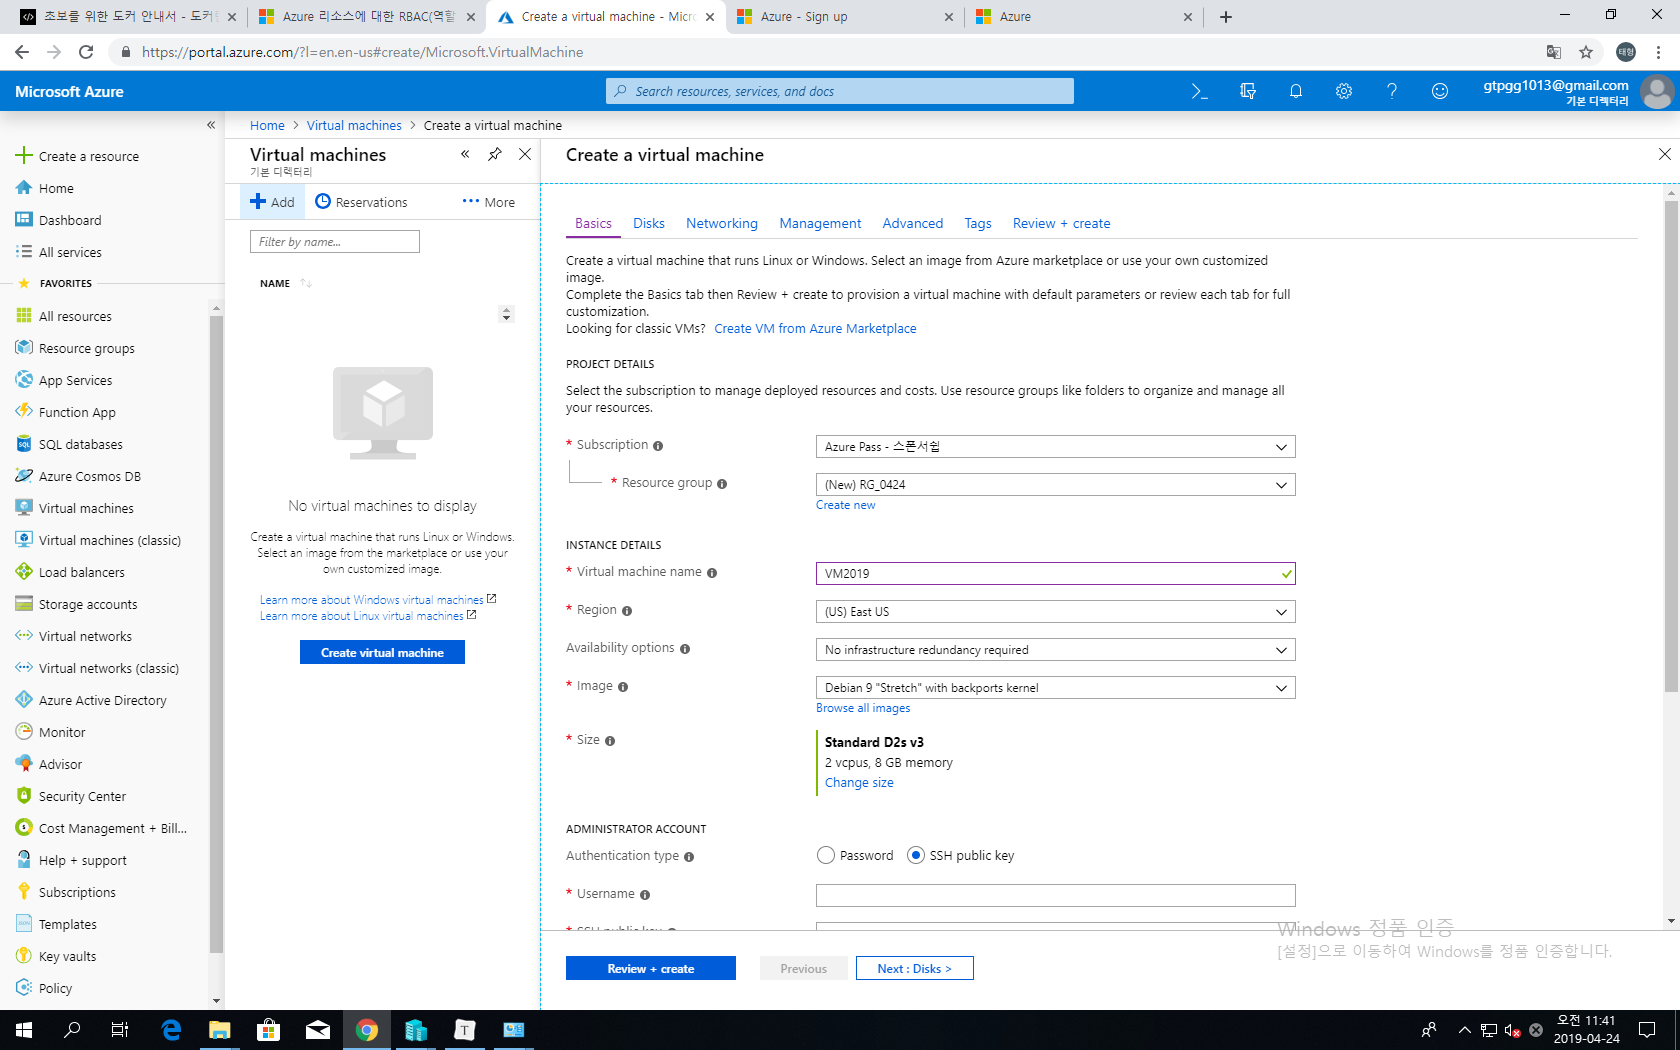 초보를 위한 도커 안내서 - 도커란
Azure 리소스에 대한 RBAC(역할
Create a virtual machine - Micro
Azure - Sign up
Azure
https://portal.azure.com/?l=en.en-us#create/Microsoft.VirtualMachine
태형
Microsoft Azure
Search resources, services, and docs
gtpgg1013@gmail.com
기본 디렉터리
Create a resource
Home
Dashboard
All services
FAVORITES
All resources
Resource groups
App Services
Function App
SQL databases
Azure Cosmos DB
Virtual machines
Virtual machines (classic)
Load balancers
Storage accounts
Virtual networks
Virtual networks (classic)
Azure Active Directory
Monitor
Advisor
Security Center
Cost Management + Bill...
Help + support
Subscriptions
Templates
Key vaults
Policy
Home > Virtual machines > Create a virtual machine
Virtual machines
기본 디렉터리
Add
Reservations
More
Filter by name...
NAME
No virtual machines to display
Create a virtual machine that runs Linux or Windows.
Select an image from the marketplace or use your
own customized image.
Learn more about Windows virtual machines
Learn more about Linux virtual machines
Create virtual machine
Create a virtual machine
Basics Disks Networking Management Advanced Tags Review + create
Create a virtual machine that runs Linux or Windows. Select an image from Azure marketplace or use your own customized
image.
Complete the Basics tab then Review + create to provision a virtual machine with default parameters or review each tab for full
customization.
Looking for classic VMs? Create VM from Azure Marketplace
PROJECT DETAILS
Select the subscription to manage deployed resources and costs. Use resource groups like folders to organize and manage all
your resources.
* Subscription
Azure Pass - 스폰서쉽
* Resource group
(New) RG_0424
Create new
INSTANCE DETAILS
* Virtual machine name
VM2019
* Region
(US) East US
Availability options
No infrastructure redundancy required
* Image
Debian 9 "Stretch" with backports kernel
Browse all images
* Size
Standard D2s v3
2 vcpus, 8 GB memory
Change size
ADMINISTRATOR ACCOUNT
Authentication type
Password SSH public key
* Username
* SSH public key
Review + create
Previous
Next : Disks >
Windows 정품 인증
[설정]으로 이동하여 Windows를 정품 인증합니다.
오전 11:41
2019-04-24